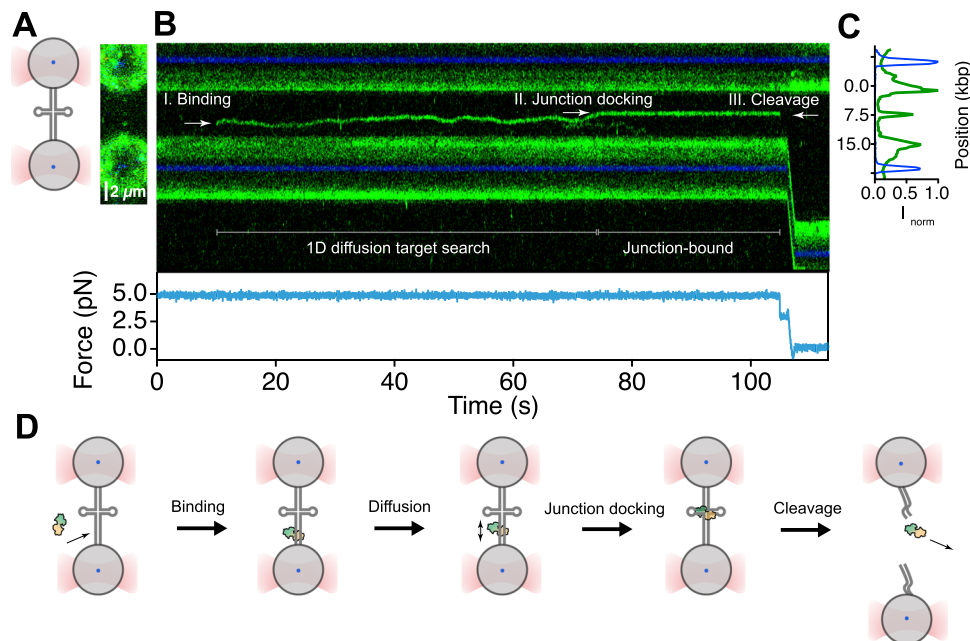 A
B
C
2 µm
I. Binding
II. Junction docking
III. Cleavage
1D diffusion target search
Junction-bound
0.0
7.5
15.0
Position (kbp)
0.0 0.5 1.0
I norm
Force (pN)
5.0
2.5
0.0
0 20 40 60 80 100
Time (s)
D
Binding
Diffusion
Junction docking
Cleavage